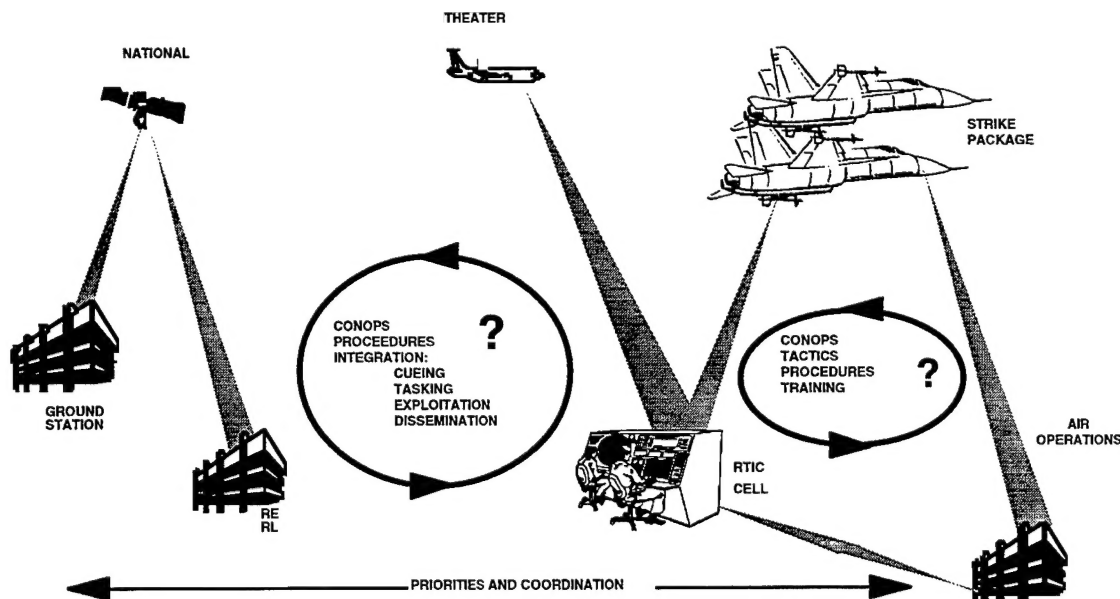 THEATER
NATIONAL
STRIKE
PACKAGE
CONOPS
PROCEEDURES
INTEGRATION:
CUEING
TASKING
EXPLOITATION
DISSEMINATION
?
CONOPS
TACTICS
PROCEDURES
TRAINING
?
GROUND
STATION
AIR
OPERATIONS
RTIC
CELL
RE
RL
PRIORITIES AND COORDINATION